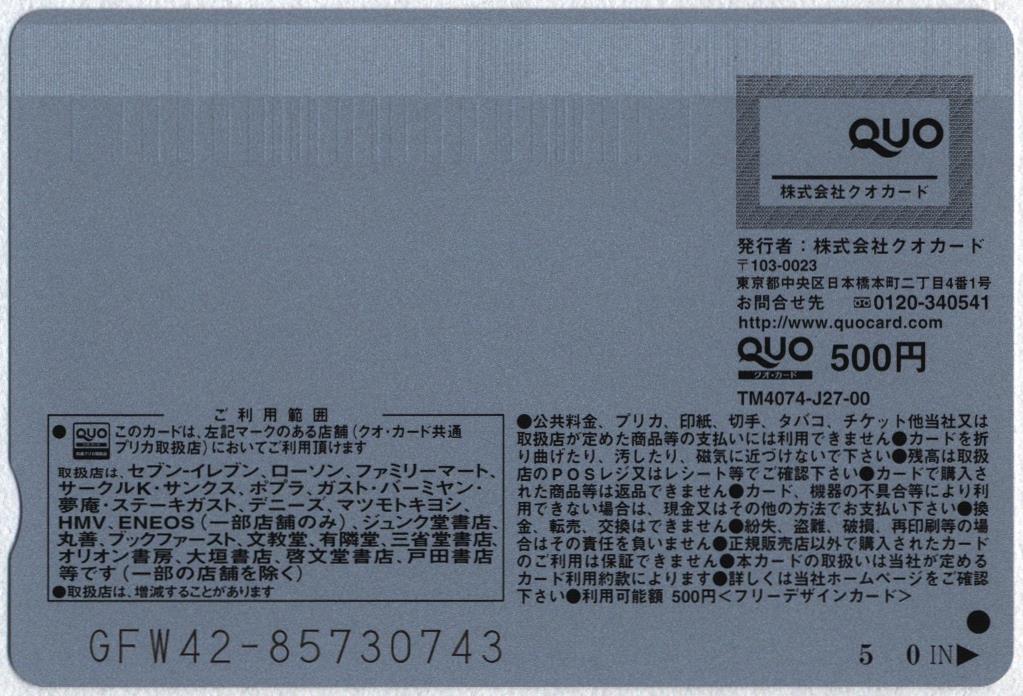 QUO
株式会社クオカード
発行者：株式会社クオカード
〒103-0023
東京都中央区日本橋本町二丁目4番1号
お問合せ先 0120-340541
http://www.quocard.com
QUO 500円
クオ・カード
TM4074-J27-00
ご利用範囲
●QUO このカードは、左記マークのある店舗（クオ・カード共通
プリカ取扱店）においてご利用頂けます
取扱店は、セブン-イレブン、ローソン、ファミリーマート、
サークルK・サンクス、ポプラ、ガスト・バーミヤン・
夢庵・ステーキガスト、デニーズ、マツモトキヨシ、
HMV、ENEOS（一部店舗のみ）、ジュンク堂書店、
丸善、ブックファースト、文教堂、有隣堂、三省堂書店、
オリオン書房、大垣書店、啓文堂書店、戸田書店
等です（一部の店舗を除く）
●取扱店は、増減することがあります
●公共料金、プリカ、印紙、切手、タバコ、チケット他当社又は
取扱店が定めた商品等の支払いには利用できません●カードを折
り曲げたり、汚したり、磁気に近づけないで下さい●残高は取扱
店のPOSレジ又はレシート等でご確認下さい●カードで購入さ
れた商品等は返品できません●カード、機器の不具合等により利
用できない場合は、現金又はその他の方法でお支払い下さい●換
金、転売、交換はできません●紛失、盗難、破損、再印刷等の場
合はその責任を負いません●正規販売店以外で購入されたカード
のご利用は保証できません●本カードの取扱いは当社が定める
カード利用約款によります●詳しくは当社ホームページをご確認
下さい●利用可能額 500円＜フリーデザインカード＞
GFW42-85730743
5 0 IN▶